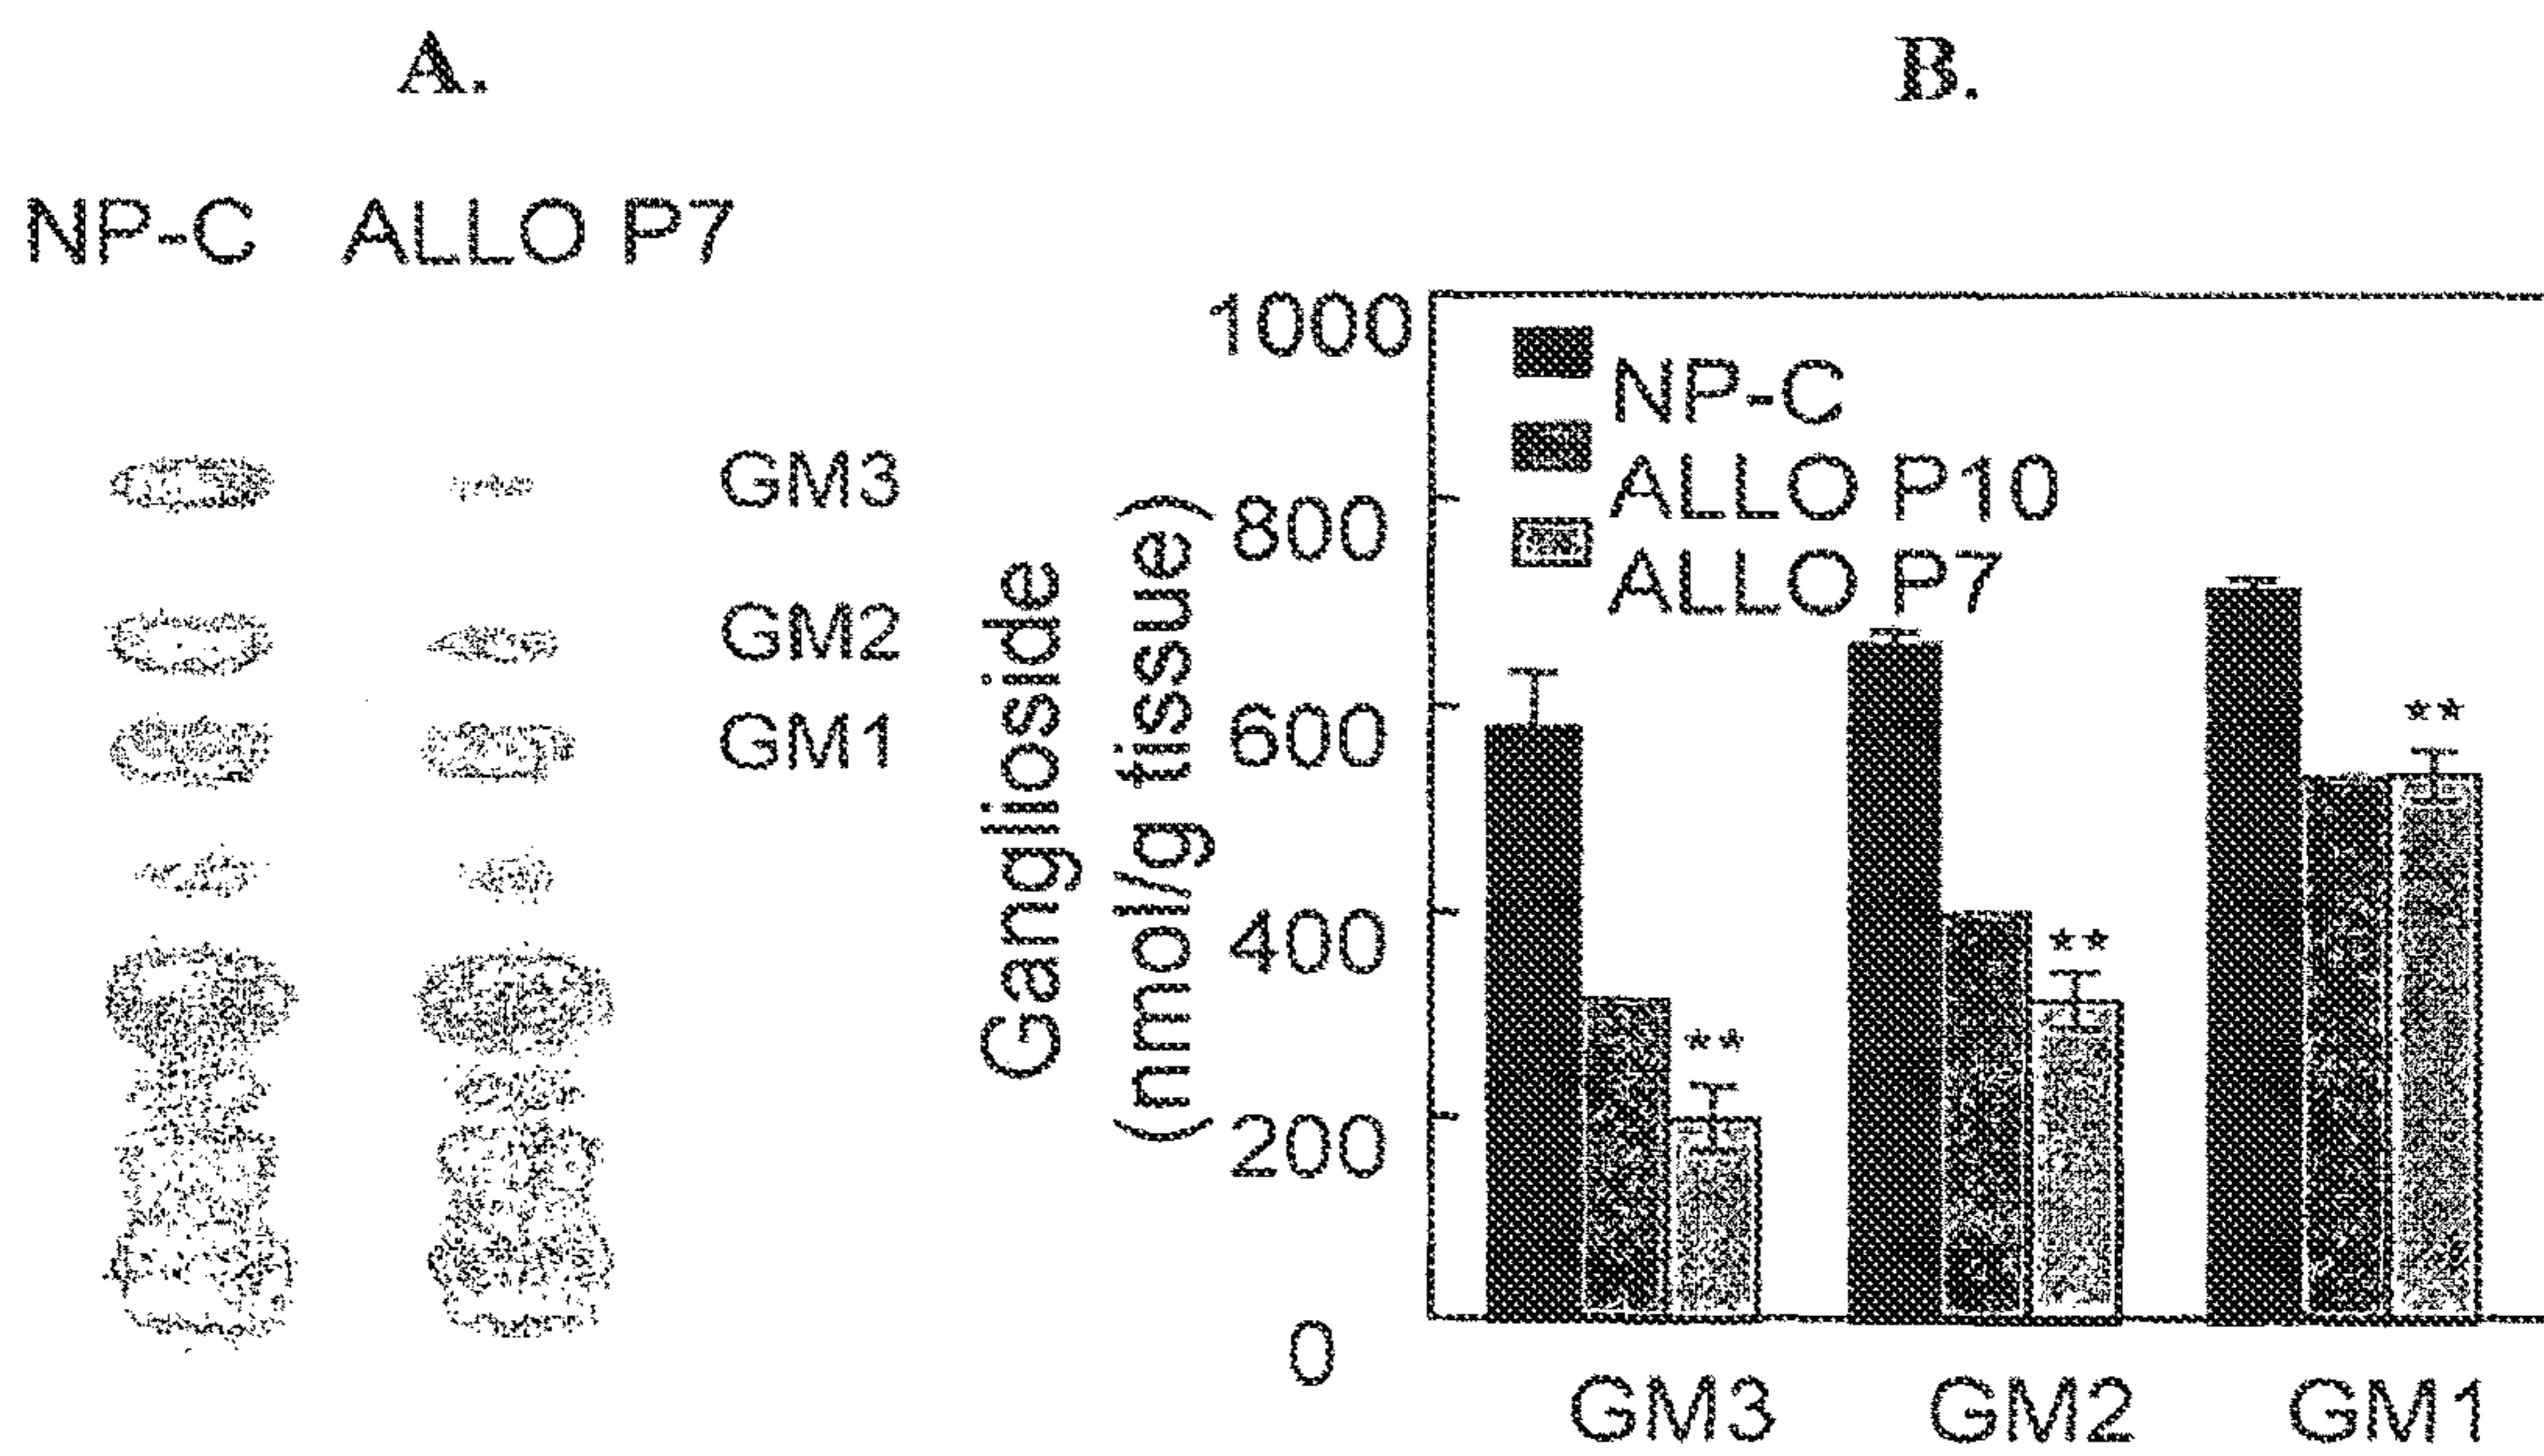 A.
NP-C ALLO P7
GM3
GM2
GM1
B.
Ganglioside
(nmol/g tissue)
1000
800
600
400
200
0
NP-C
ALLO P10
ALLO P7
**
**
**
GM3 GM2 GM1